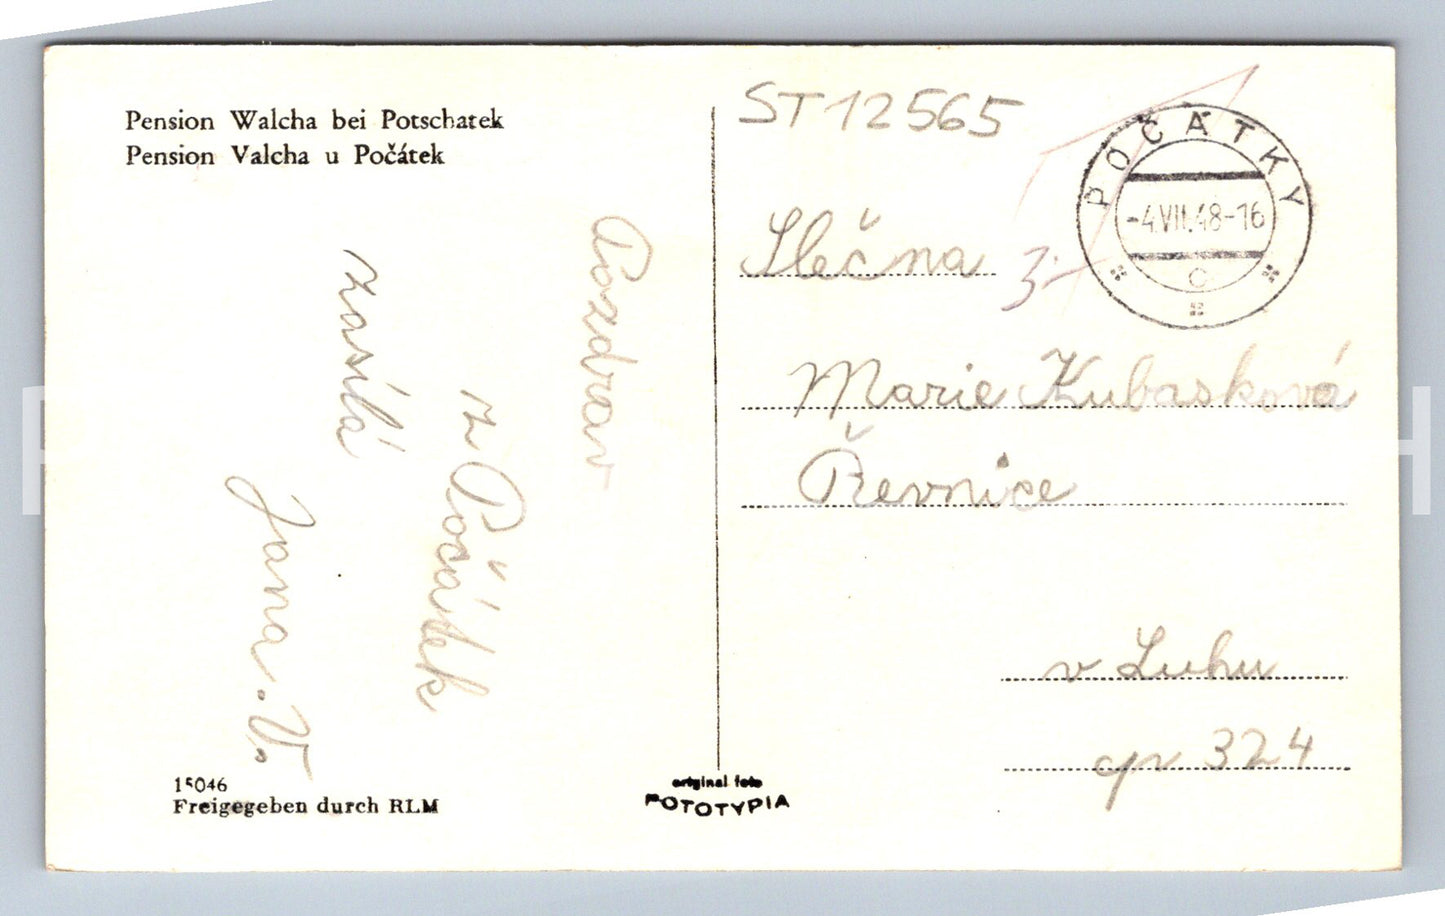 Pension Walcha bei Potschatek
Pension Valcha u Počátek
Pozdrav
z Počátek
zasílá
Jana.V.
15046
Freigegeben durch RLM
original foto
FOTOTYPIA
ST 12565
POČÁTKY
-4.VII.48-16
c
3.-
Slečna
Marie Kubasková
Řevnice
v Luhu
čp 324